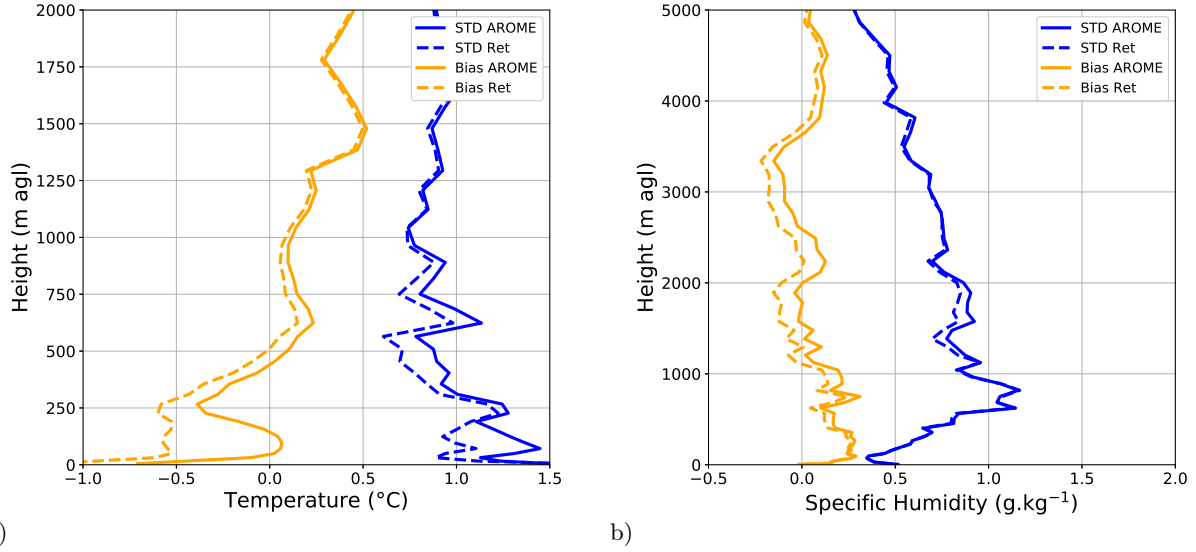 STD AROME
STD Ret
Bias AROME
Bias Ret
2000
1750
1500
1250
1000
750
500
250
0
Height (m agl)
−1.0
−0.5
0.0
0.5
1.0
1.5
Temperature (°C)
)
STD AROME
STD Ret
Bias AROME
Bias Ret
5000
4000
3000
2000
1000
0
Height (m agl)
−0.5
0.0
0.5
1.0
1.5
2.0
Specific Humidity (g.kg⁻¹)
b)